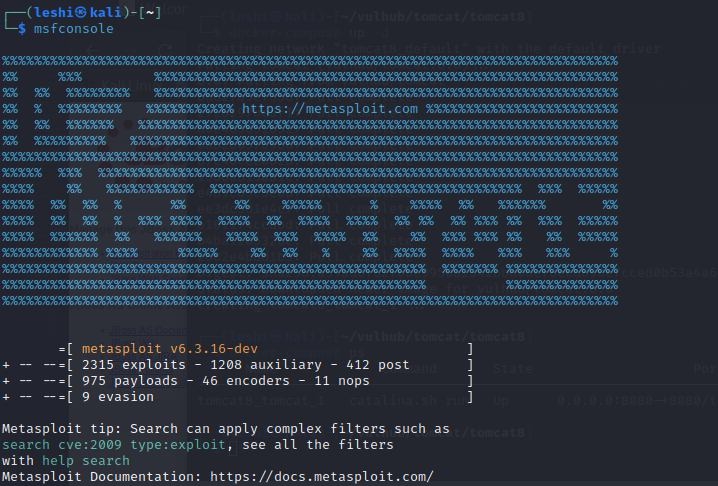 ┌──(leshi㉿kali)-[~]
└─$ msfconsole
https://metasploit.com
=[ metasploit v6.3.16-dev ]
+ -- --=[ 2315 exploits - 1208 auxiliary - 412 post ]
+ -- --=[ 975 payloads - 46 encoders - 11 nops ]
+ -- --=[ 9 evasion ]
Metasploit tip: Search can apply complex filters such as
search cve:2009 type:exploit, see all the filters
with help search
Metasploit Documentation: https://docs.metasploit.com/